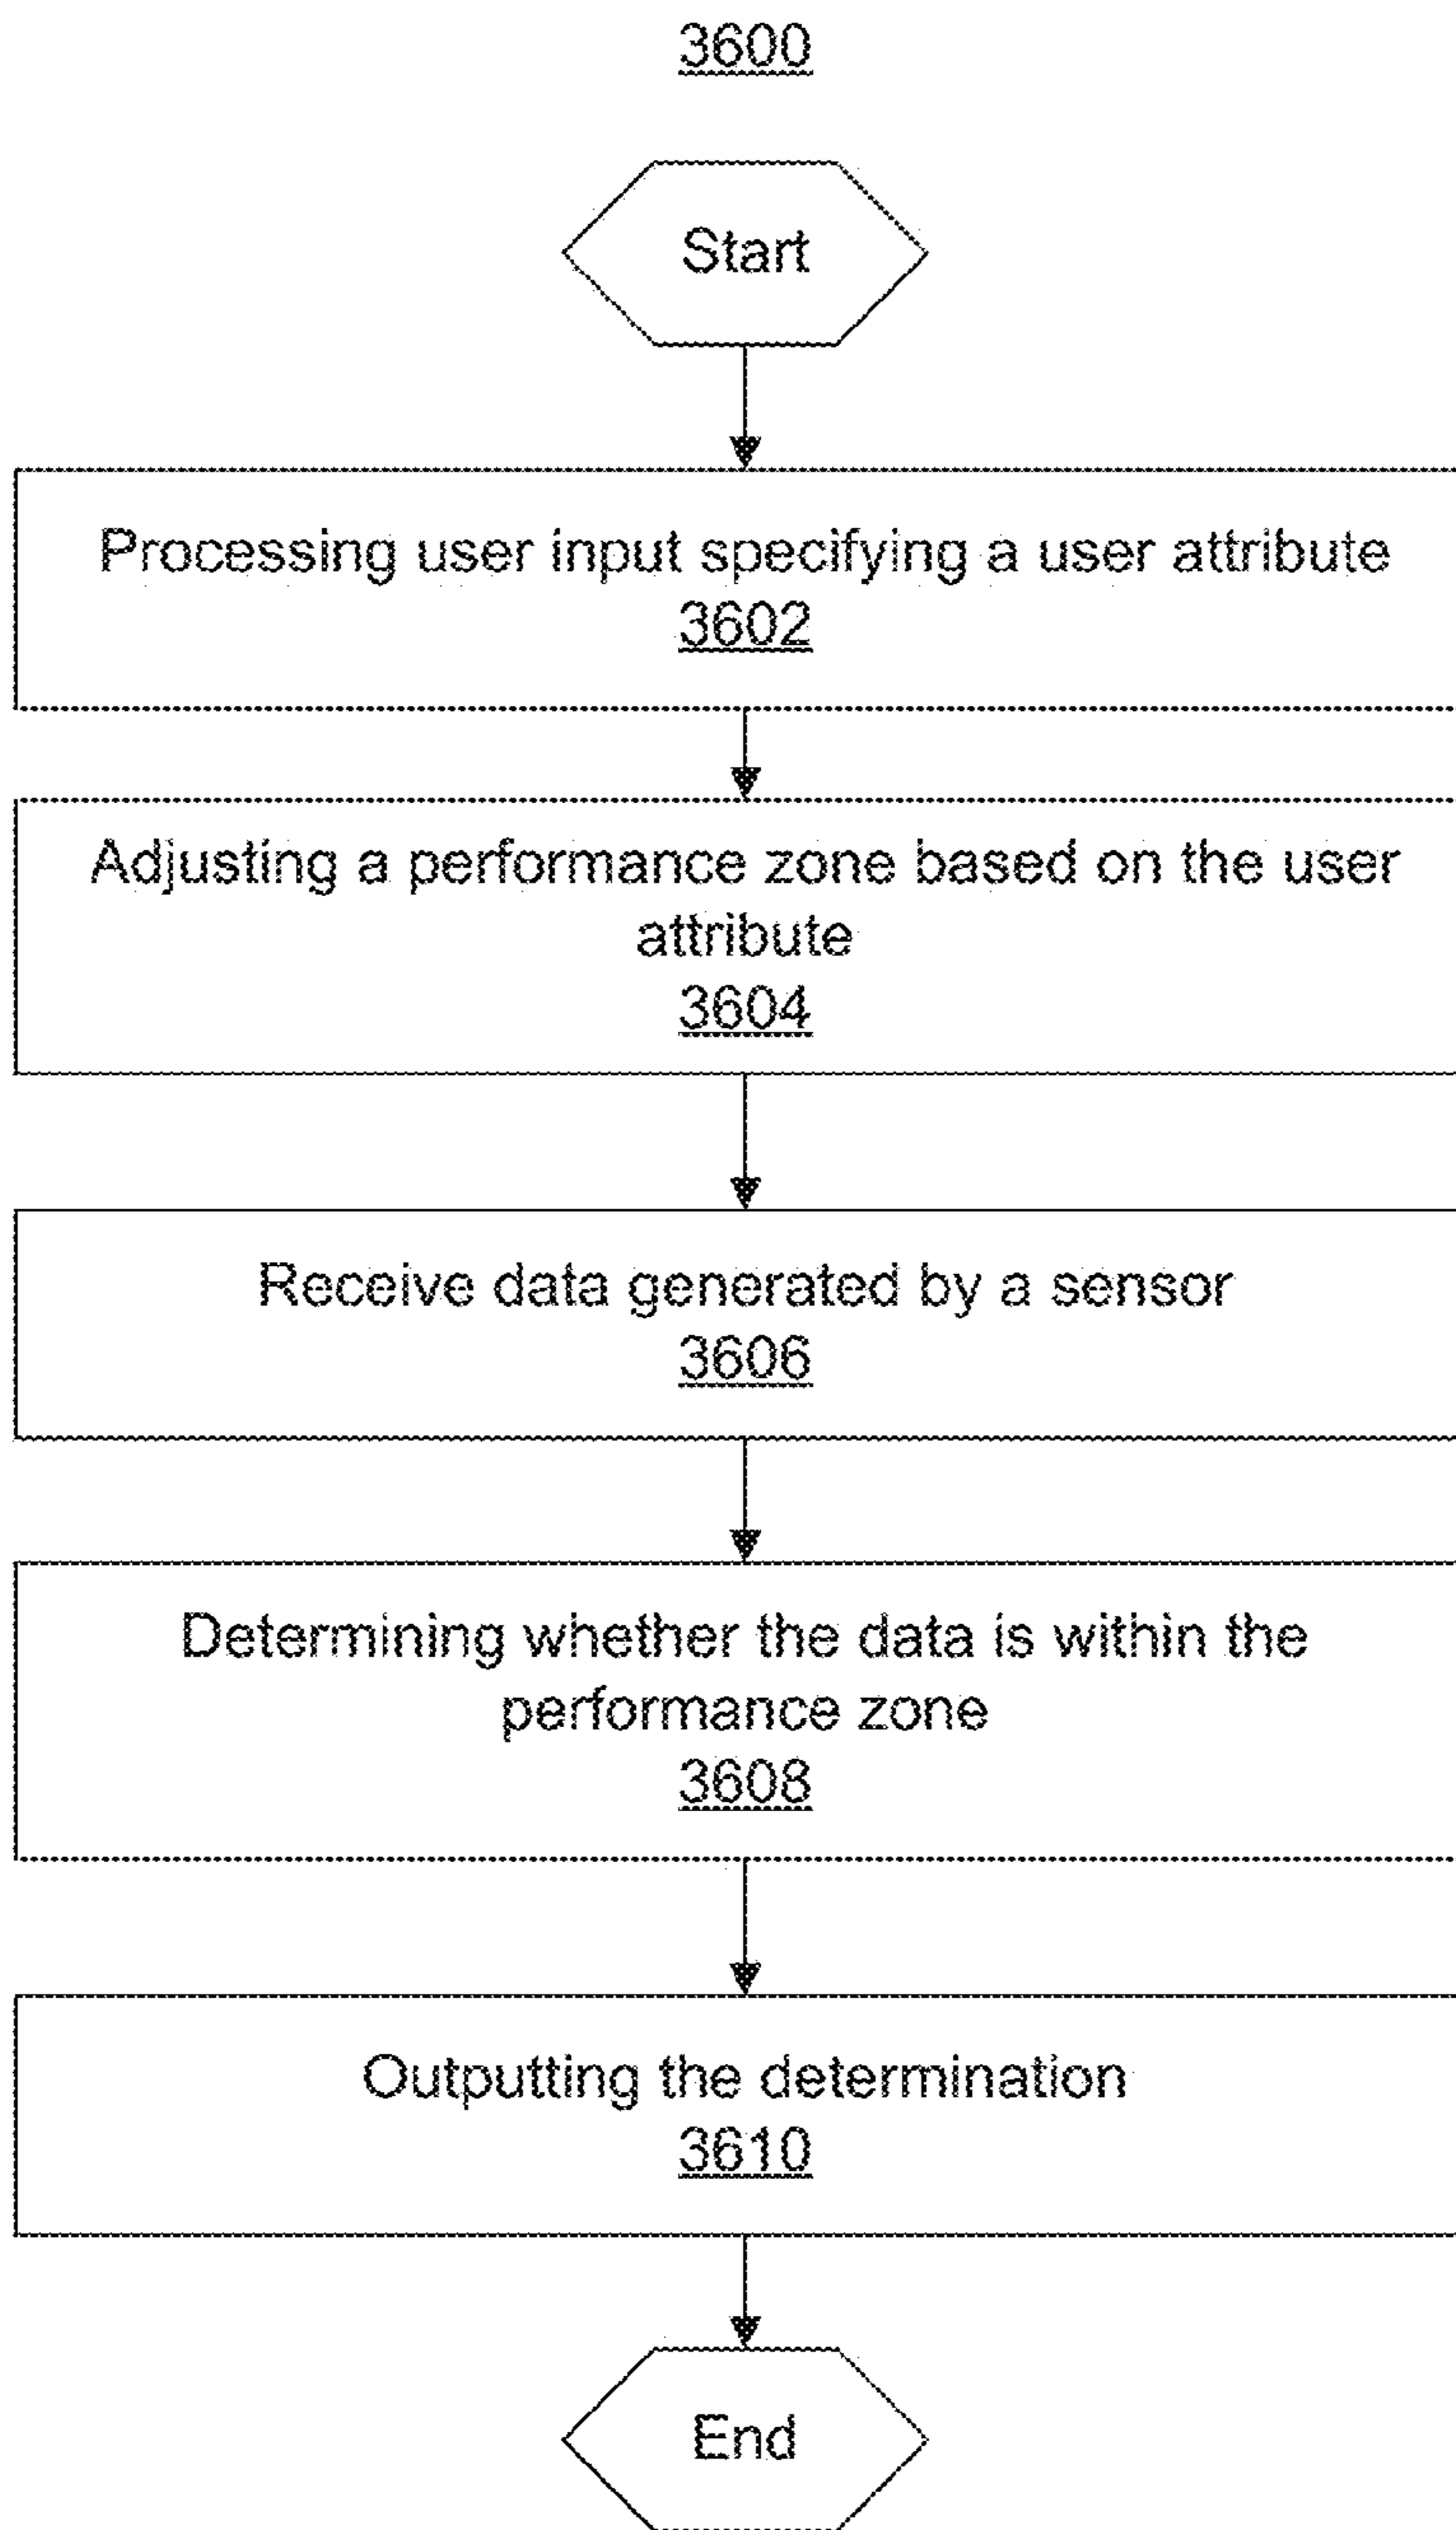 3600
Start
Processing user input specifying a user attribute
3602
Adjusting a performance zone based on the user
attribute
3604
Receive data generated by a sensor
3606
Determining whether the data is within the
performance zone
3608
Outputting the determination
3610
End